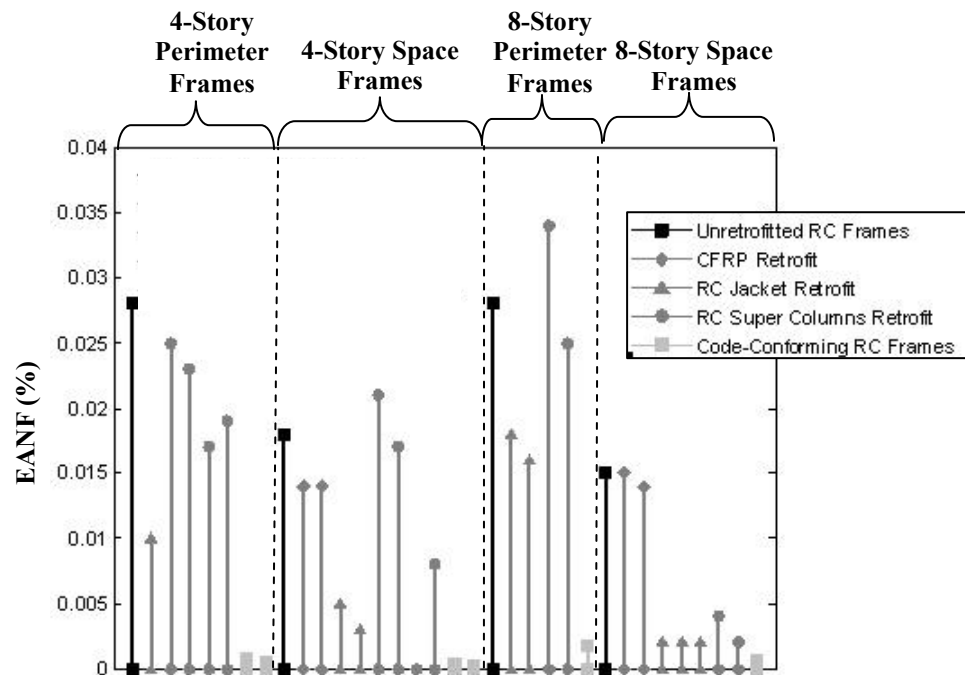 4-Story
Perimeter
Frames
4-Story Space
Frames
8-Story
Perimeter
Frames
8-Story Space
Frames
0.04
0.035
0.03
0.025
0.02
0.015
0.01
0.005
0
EANF (%)
Unretrofitted RC Frames
CFRP Retrofit
RC Jacket Retrofit
RC Super Columns Retrofit
Code-Conforming RC Frames